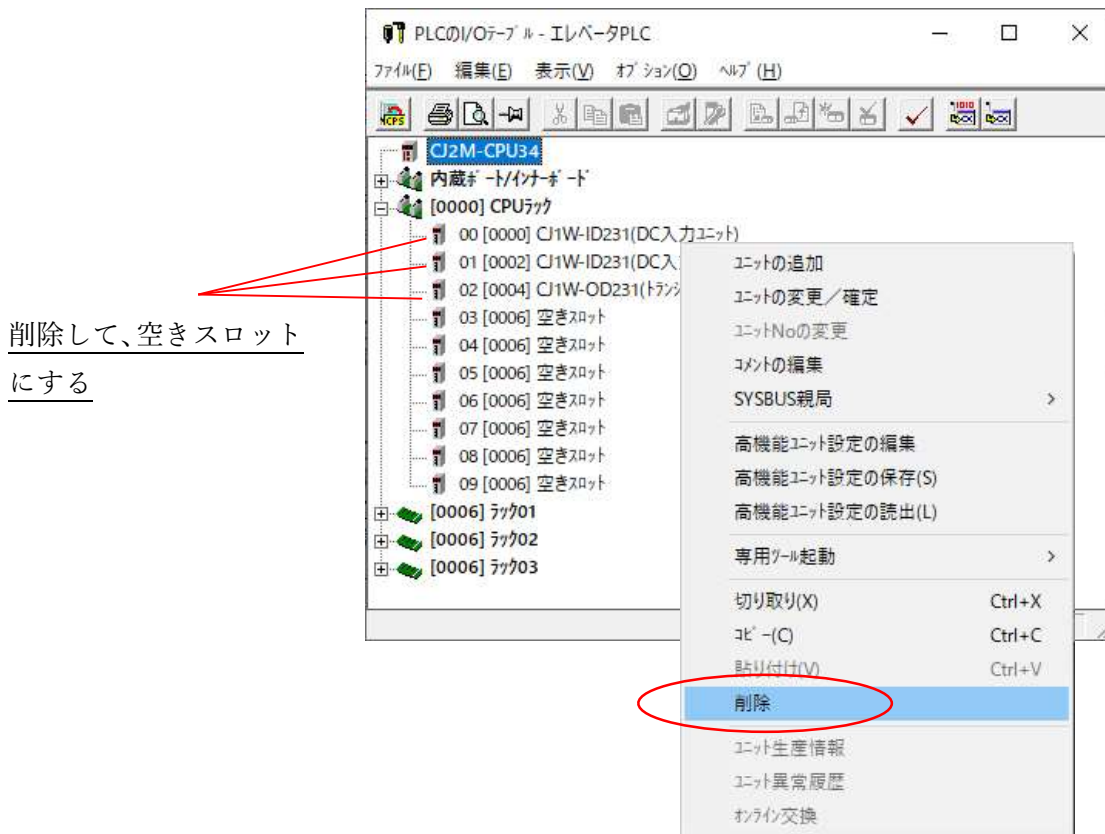 PLCのI/Oテーブル - エレベータPLC
ファイル(F) 編集(E) 表示(V) オプション(O) ヘルプ(H)
CJ2M-CPU34
内蔵ポート/インナーボード
[0000] CPUラック
00 [0000] CJ1W-ID231(DC入力ユニット)
01 [0002] CJ1W-ID231(DC入
02 [0004] CJ1W-OD231(トランジ
03 [0006] 空きスロット
04 [0006] 空きスロット
05 [0006] 空きスロット
06 [0006] 空きスロット
07 [0006] 空きスロット
08 [0006] 空きスロット
09 [0006] 空きスロット
[0006] ラック01
[0006] ラック02
[0006] ラック03
削除して、空きスロット
にする
ユニットの追加
ユニットの変更/確定
ユニットNoの変更
コメントの編集
SYSBUS親局 >
高機能ユニット設定の編集
高機能ユニット設定の保存(S)
高機能ユニット設定の読出(L)
専用ツール起動 >
切り取り(X) Ctrl+X
コピー(C) Ctrl+C
貼り付け(V) Ctrl+V
削除
ユニット生産情報
ユニット異常履歴
オンライン交換